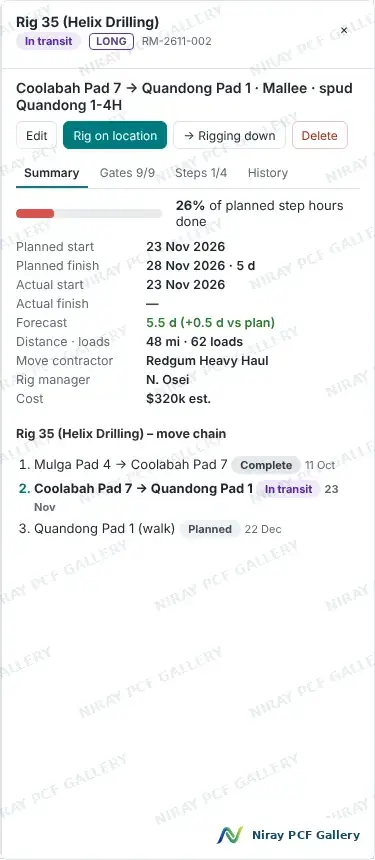 Rig 35 (Helix Drilling)
×
In transit LONG RM-2611-002
Coolabah Pad 7 → Quandong Pad 1 · Mallee · spud
Quandong 1-4H
Edit Rig on location → Rigging down Delete
Summary Gates 9/9 Steps 1/4 History
26% of planned step hours
done
Planned start 23 Nov 2026
Planned finish 28 Nov 2026 · 5 d
Actual start 23 Nov 2026
Actual finish —
Forecast 5.5 d (+0.5 d vs plan)
Distance · loads 48 mi · 62 loads
Move contractor Redgum Heavy Haul
Rig manager N. Osei
Cost $320k est.
Rig 35 (Helix Drilling) – move chain
1. Mulga Pad 4 → Coolabah Pad 7 Complete 11 Oct
2. Coolabah Pad 7 → Quandong Pad 1 In transit 23
Nov
3. Quandong Pad 1 (walk) Planned 22 Dec
Niray PCF Gallery
NIRAY PCF GALLERY